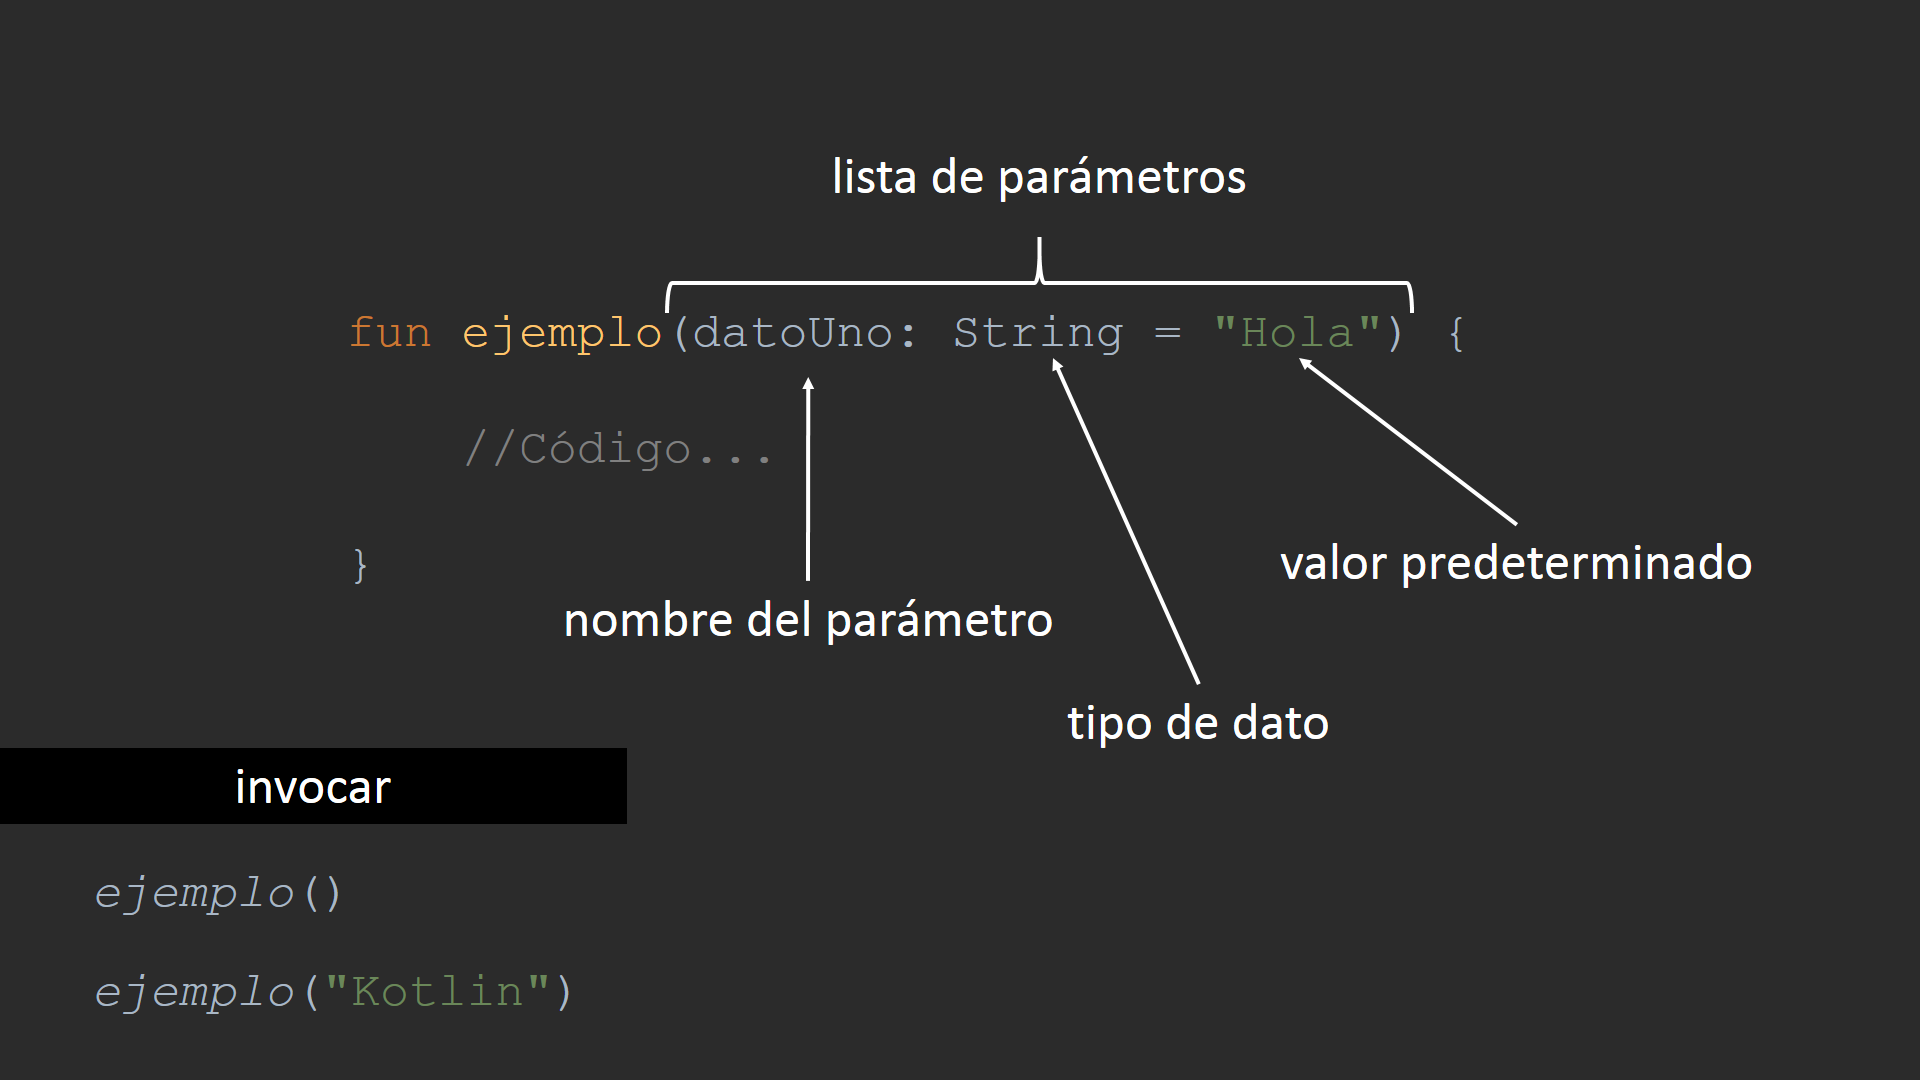 lista de parámetros
fun ejemplo(datoUno: String = "Hola") {
//Código...
}
valor predeterminado
nombre del parámetro
tipo de dato
invocar
ejemplo()
ejemplo("Kotlin")